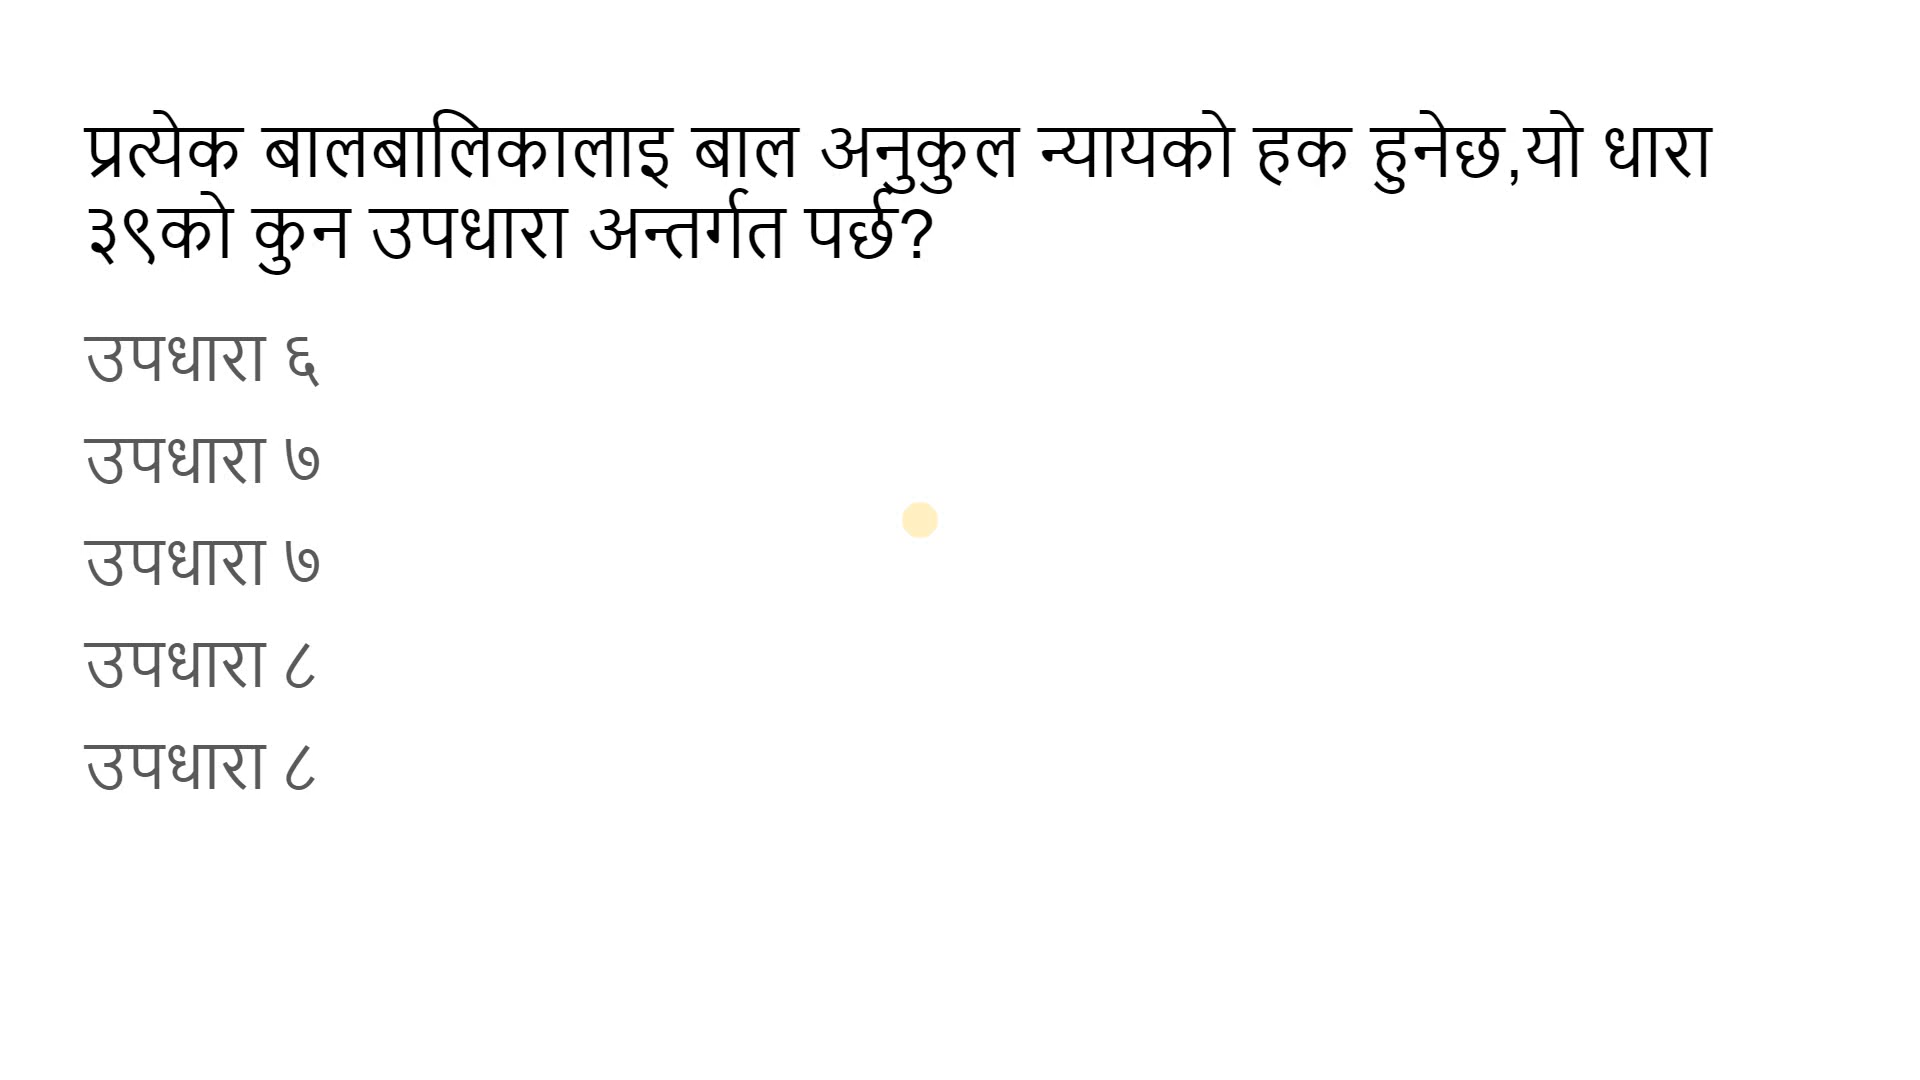 प्रत्येक बालबालिकालाइ बाल अनुकुल न्यायको हक हुनेछ,यो धारा
३९को कुन उपधारा अन्तर्गत पर्छ?
उपधारा ६
उपधारा ७
उपधारा ७
उपधारा ८
उपधारा ८